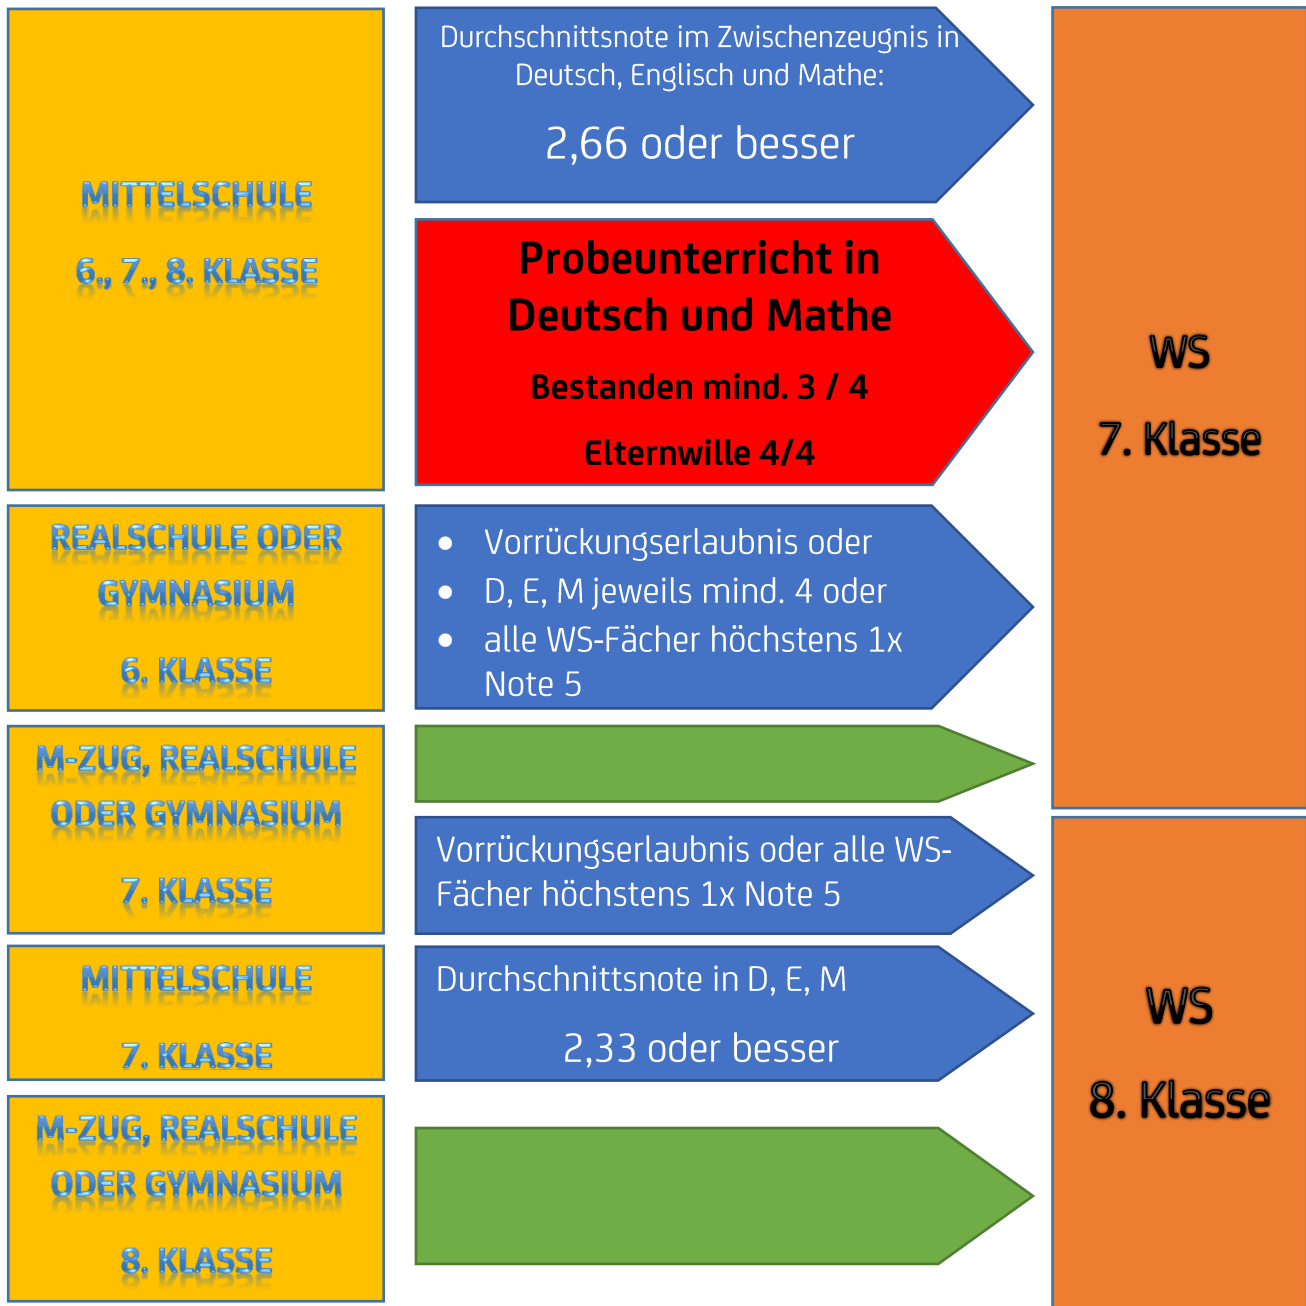 MITTELSCHULE
6., 7., 8. KLASSE
Durchschnittsnote im Zwischenzeugnis in
Deutsch, Englisch und Mathe:
2,66 oder besser
Probeunterricht in
Deutsch und Mathe
Bestanden mind. 3 / 4
Elternwille 4/4
REALSCHULE ODER
GYMNASIUM
6. KLASSE
• Vorrückungserlaubnis oder
• D, E, M jeweils mind. 4 oder
• alle WS-Fächer höchstens 1x
Note 5
WS
7. Klasse
M-ZUG, REALSCHULE
ODER GYMNASIUM
7. KLASSE
Vorrückungserlaubnis oder alle WS-
Fächer höchstens 1x Note 5
MITTELSCHULE
7. KLASSE
Durchschnittsnote in D, E, M
2,33 oder besser
M-ZUG, REALSCHULE
ODER GYMNASIUM
8. KLASSE
WS
8. Klasse